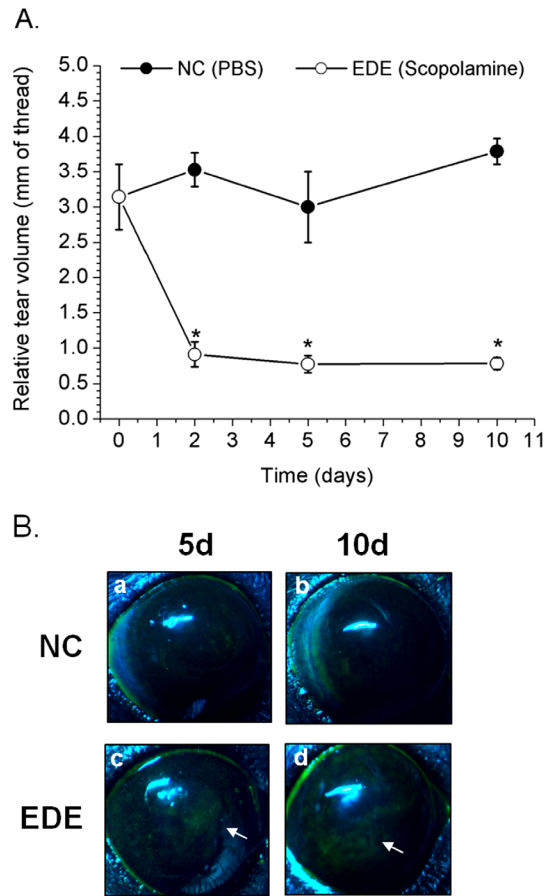 A.
NC (PBS) EDE (Scopolamine)
Relative tear volume (mm of thread)
5.0
4.5
4.0
3.5
3.0
2.5
2.0
1.5
1.0
0.5
0.0
* * *
0 1 2 3 4 5 6 7 8 9 10 11
Time (days)
B.
5d 10d
NC
a b
EDE
c d